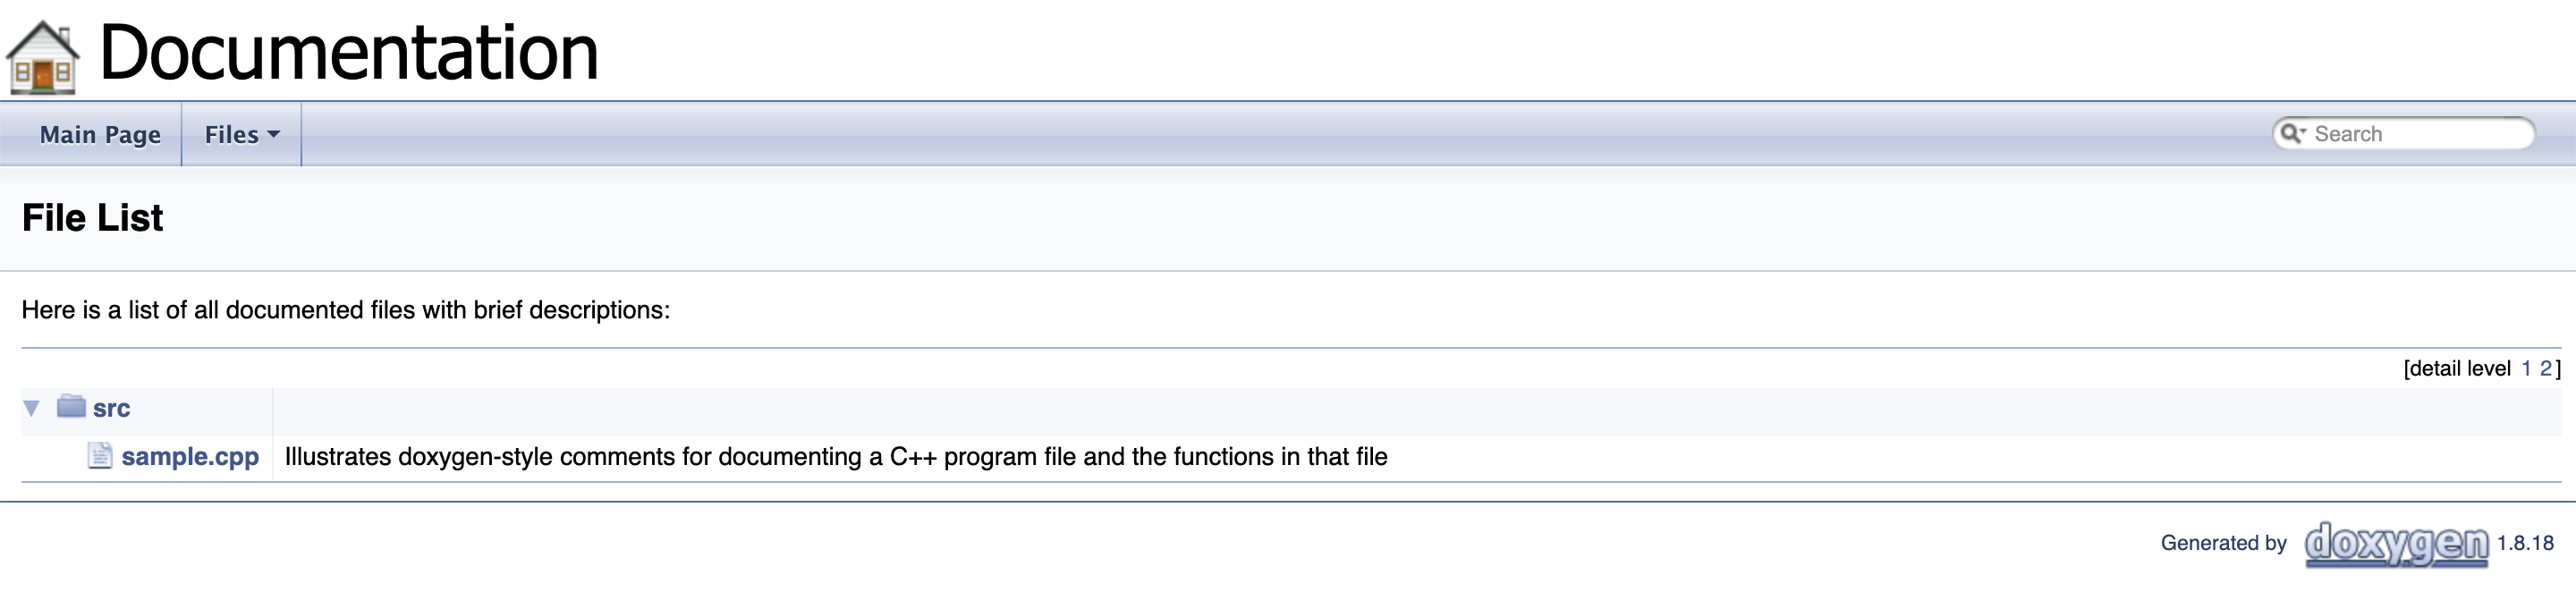 Documentation
Main Page Files Search
File List
Here is a list of all documented files with brief descriptions:
[detail level 1 2]
src
sample.cpp Illustrates doxygen-style comments for documenting a C++ program file and the functions in that file
Generated by doxygen 1.8.18